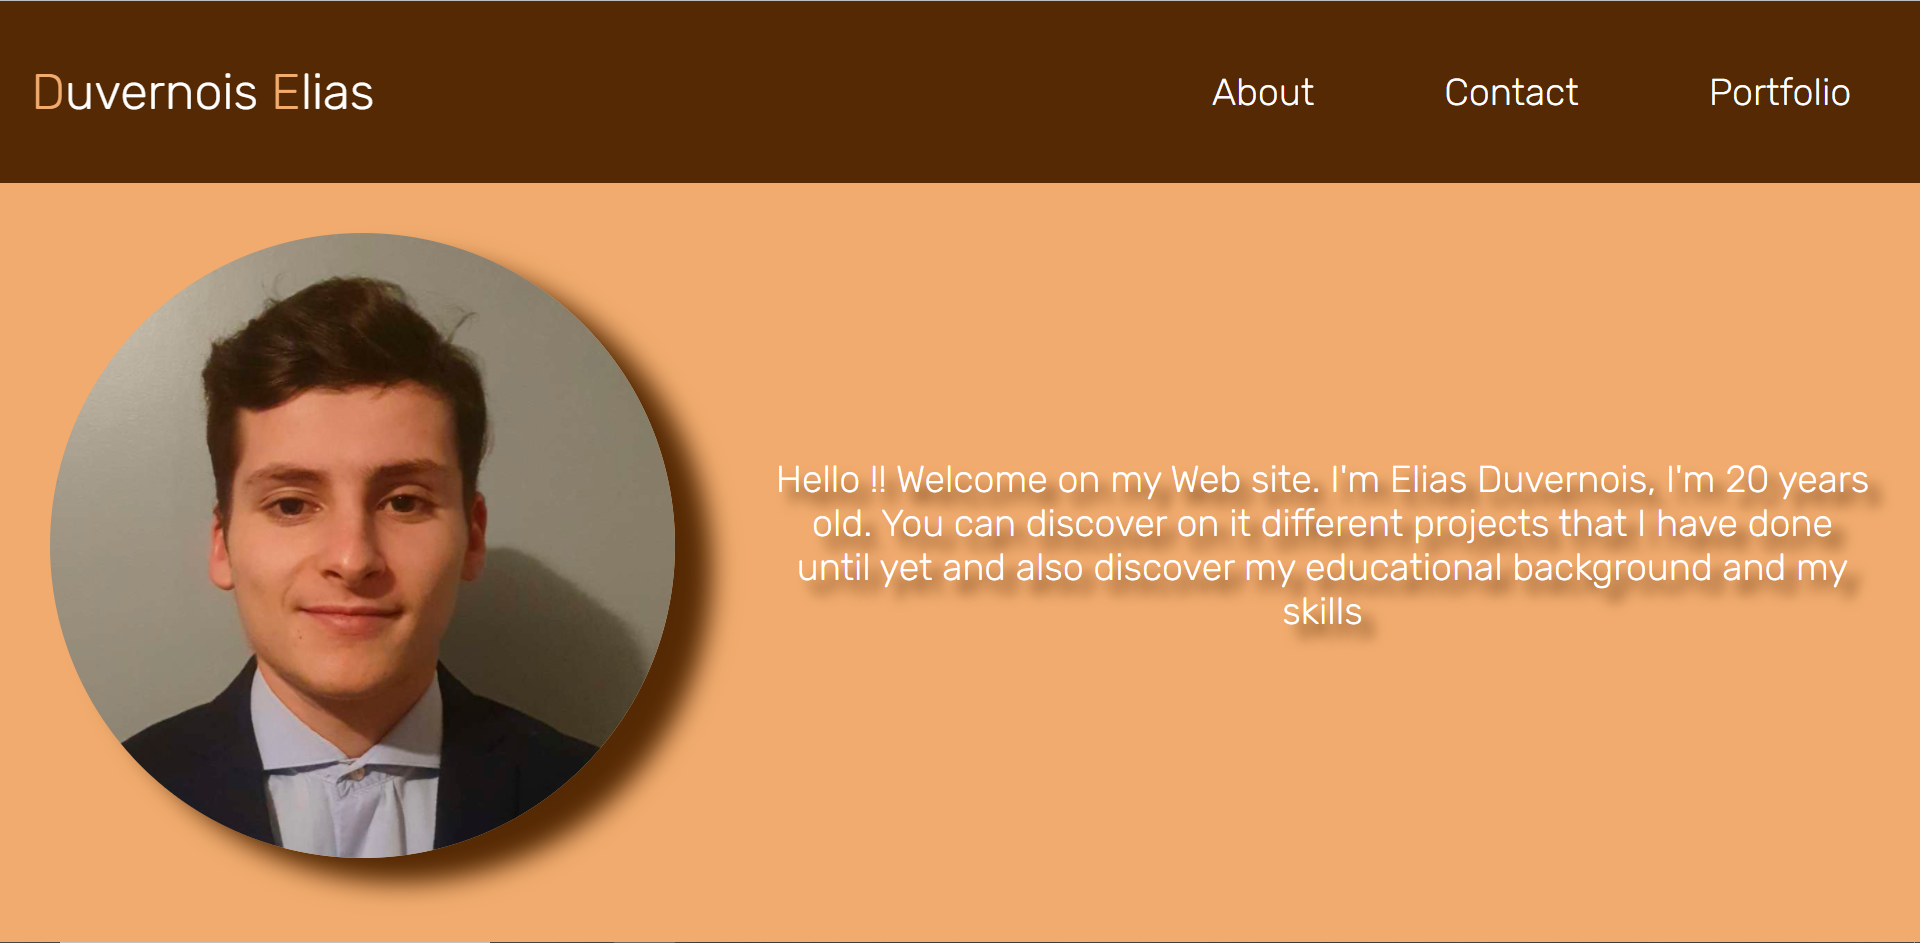 Duvernois Elias
About
Contact
Portfolio
Hello !! Welcome on my Web site. I'm Elias Duvernois, I'm 20 years
old. You can discover on it different projects that I have done
until yet and also discover my educational background and my
skills